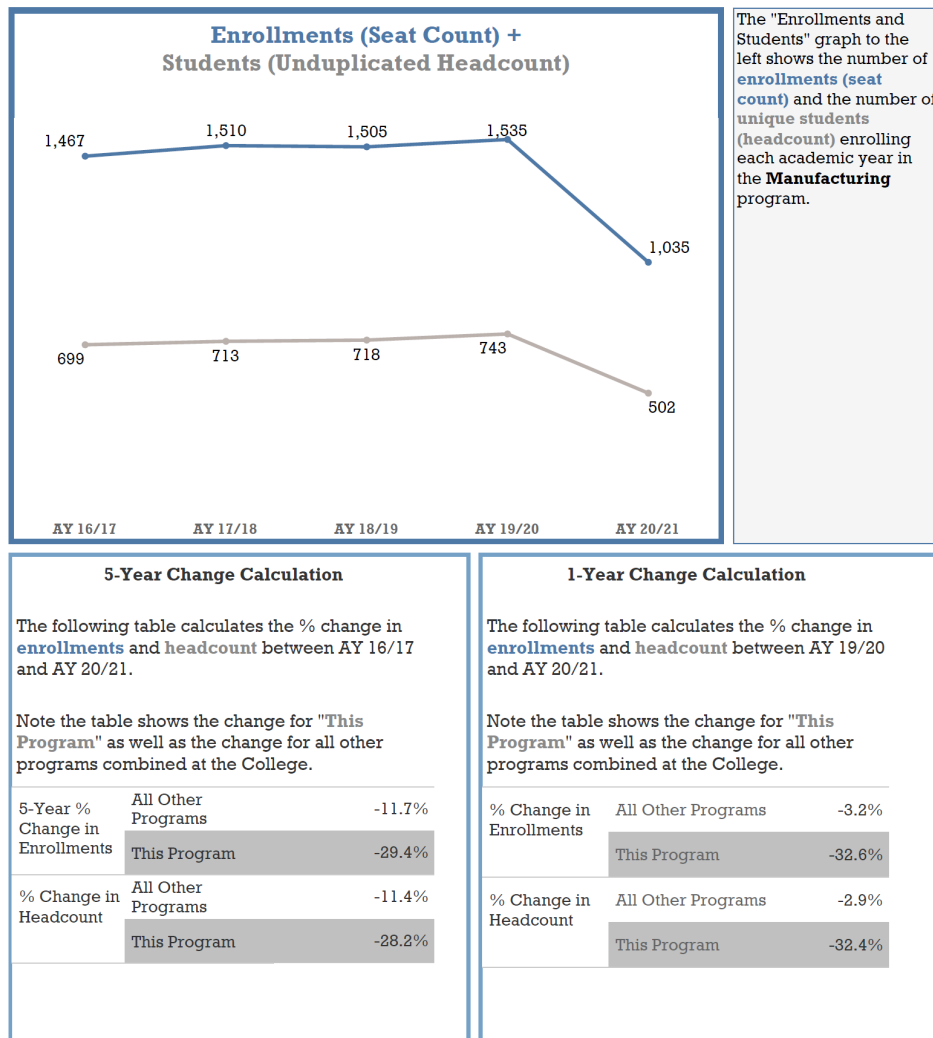 Enrollments (Seat Count) +
Students (Unduplicated Headcount)
1,467
1,510
1,505
1,535
1,035
699
713
718
743
502
AY 16/17
AY 17/18
AY 18/19
AY 19/20
AY 20/21
The "Enrollments and
Students" graph to the
left shows the number of
enrollments (seat
count) and the number of
unique students
(headcount) enrolling
each academic year in
the Manufacturing
program.
5-Year Change Calculation
The following table calculates the % change in
enrollments and headcount between AY 16/17
and AY 20/21.
Note the table shows the change for "This
Program" as well as the change for all other
programs combined at the College.
5-Year %
Change in
Enrollments
All Other
Programs
-11.7%
This Program
-29.4%
% Change in
Headcount
All Other
Programs
-11.4%
This Program
-28.2%
1-Year Change Calculation
The following table calculates the % change in
enrollments and headcount between AY 19/20
and AY 20/21.
Note the table shows the change for "This
Program" as well as the change for all other
programs combined at the College.
% Change in
Enrollments
All Other Programs
-3.2%
This Program
-32.6%
% Change in
Headcount
All Other Programs
-2.9%
This Program
-32.4%